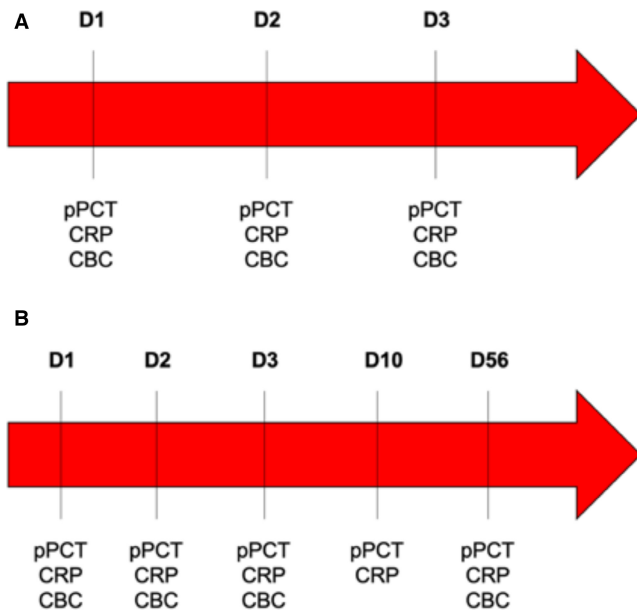 A
D1 D2 D3
pPCT pPCT pPCT
CRP CRP CRP
CBC CBC CBC
B
D1 D2 D3 D10 D56
pPCT pPCT pPCT pPCT pPCT
CRP CRP CRP CRP CRP
CBC CBC CBC CBC